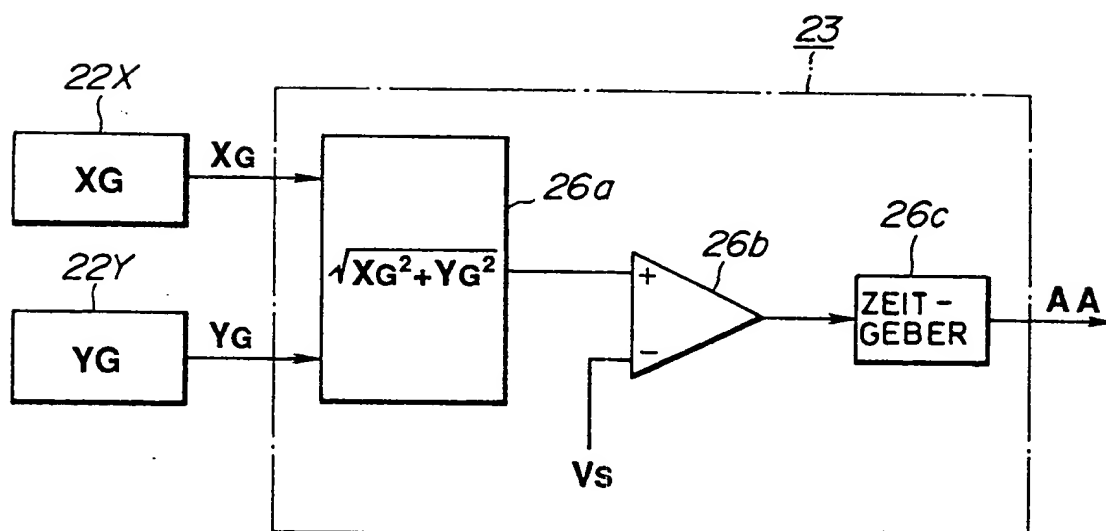 23
22X
XG
XG
26a
√XG²+YG²
26b
26c
22Y
YG
YG
+
−
ZEIT-
GEBER
AA
VS